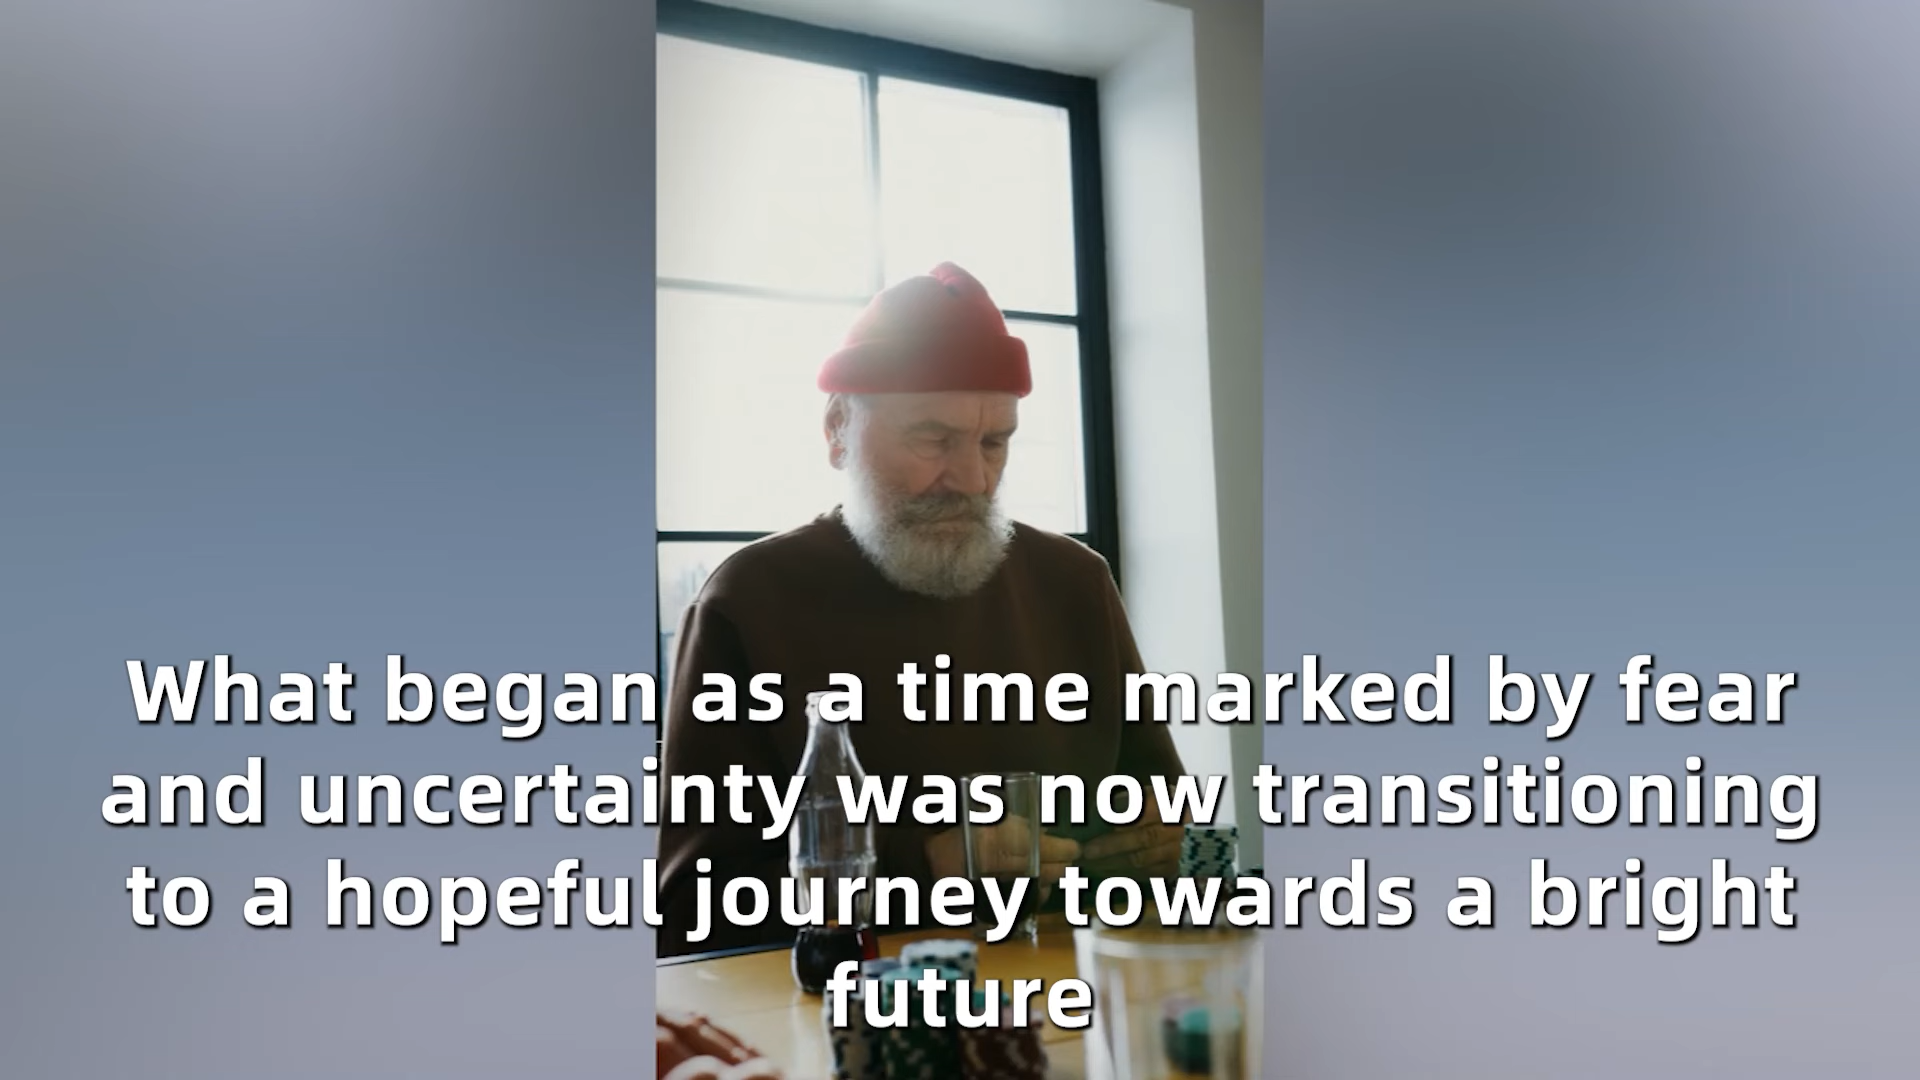 What began as a time marked by fear
and uncertainty was now transitioning
to a hopeful journey towards a bright
future